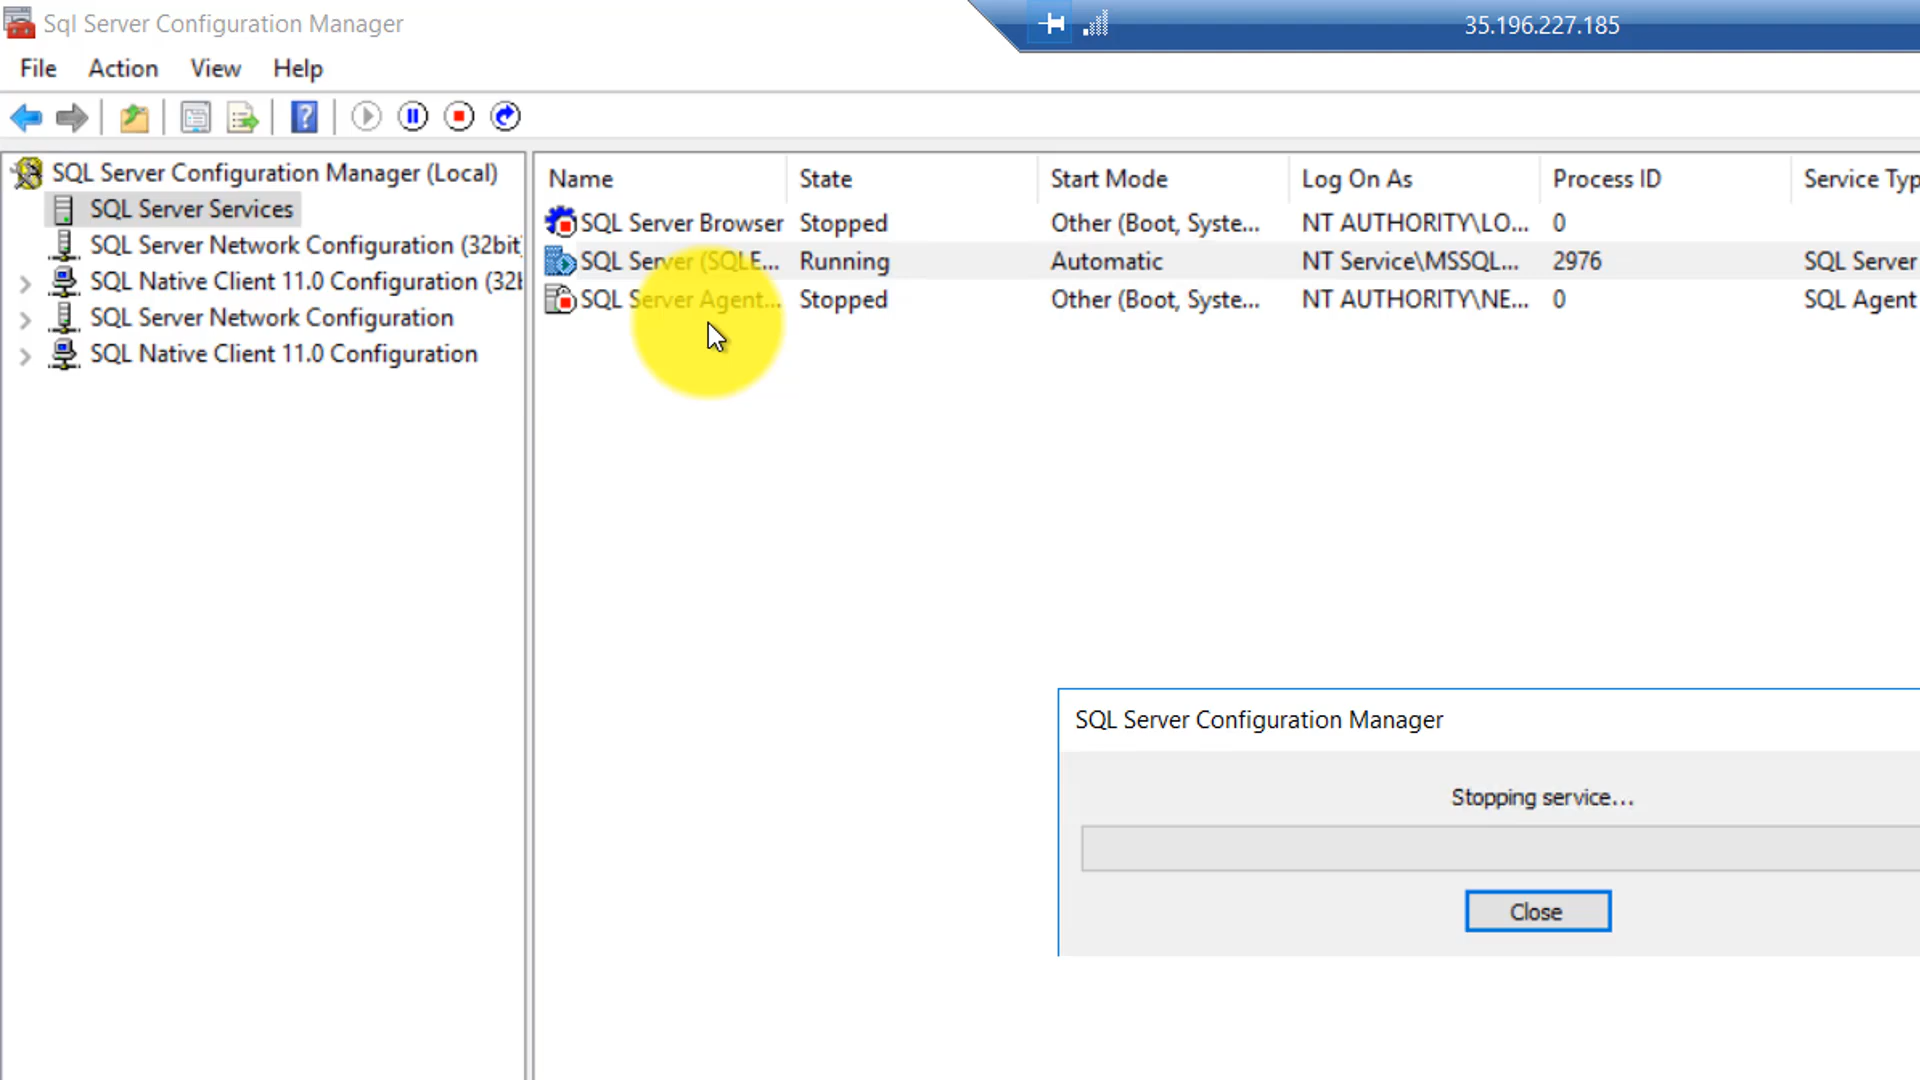 Sql Server Configuration Manager
35.196.227.185
File Action View Help
SQL Server Configuration Manager (Local)
SQL Server Services
SQL Server Network Configuration (32bit
SQL Native Client 11.0 Configuration (32b
SQL Server Network Configuration
SQL Native Client 11.0 Configuration
Name State Start Mode Log On As Process ID Service Typ
SQL Server Browser Stopped Other (Boot, Syste... NT AUTHORITY\LO... 0
SQL Server (SQLE... Running Automatic NT Service\MSSQL... 2976 SQL Server
SQL Server Agent... Stopped Other (Boot, Syste... NT AUTHORITY\NE... 0 SQL Agent
SQL Server Configuration Manager
Stopping service...
Close